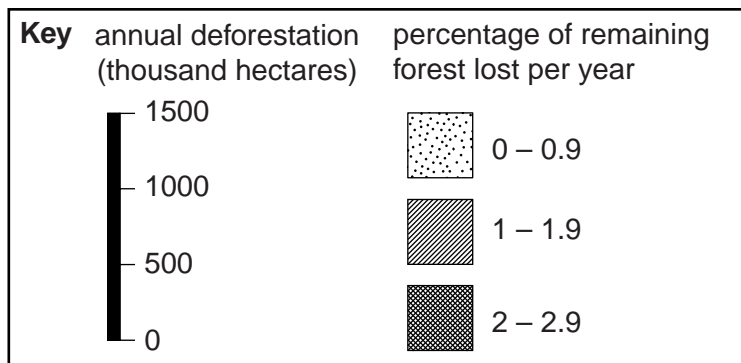 Key annual deforestation
(thousand hectares)
1500
1000
500
0
percentage of remaining
forest lost per year
0 – 0.9
1 – 1.9
2 – 2.9